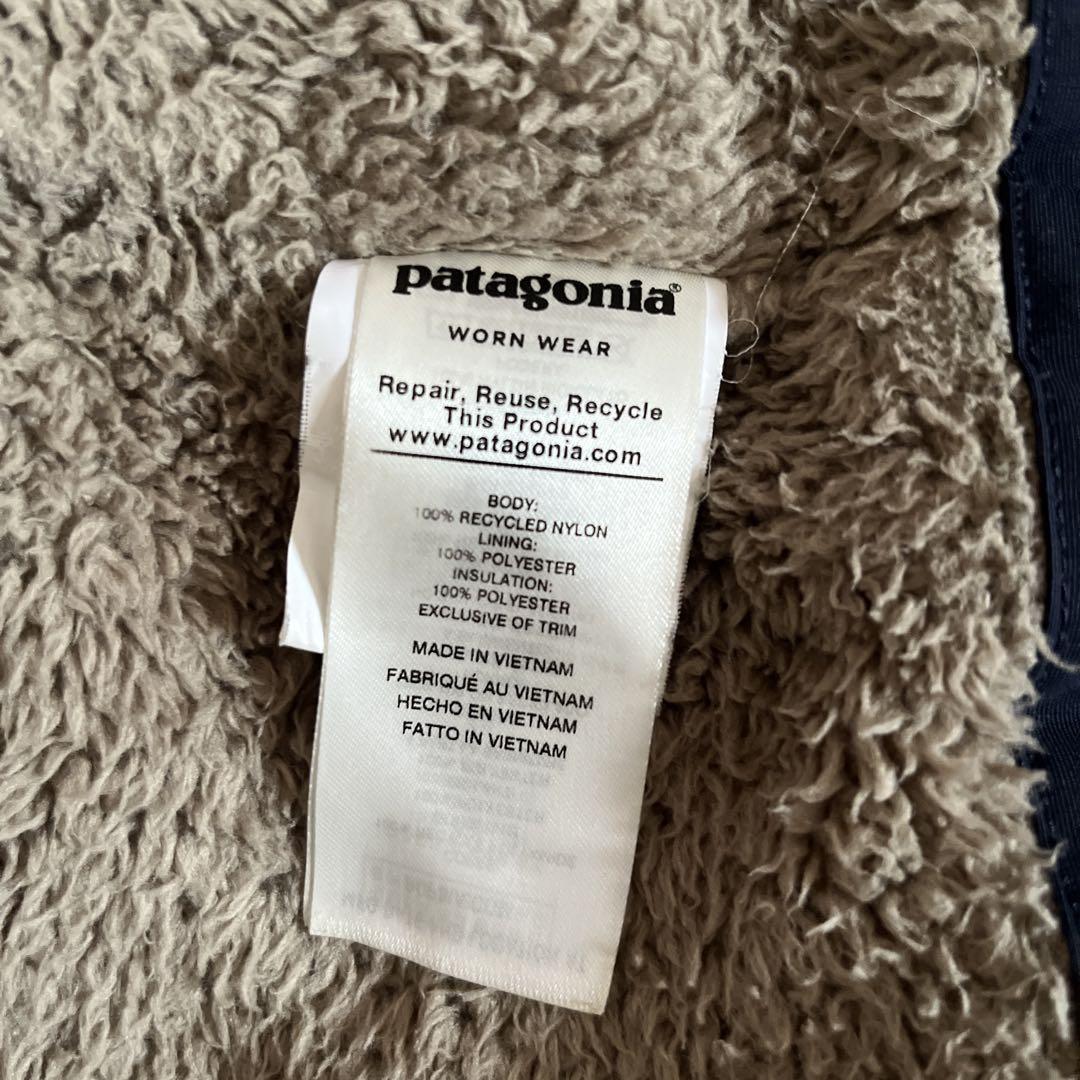 patagonia®
WORN WEAR
Repair, Reuse, Recycle
This Product
www.patagonia.com
BODY:
100% RECYCLED NYLON
LINING:
100% POLYESTER
INSULATION:
100% POLYESTER
EXCLUSIVE OF TRIM
MADE IN VIETNAM
FABRIQUÉ AU VIETNAM
HECHO EN VIETNAM
FATTO IN VIETNAM